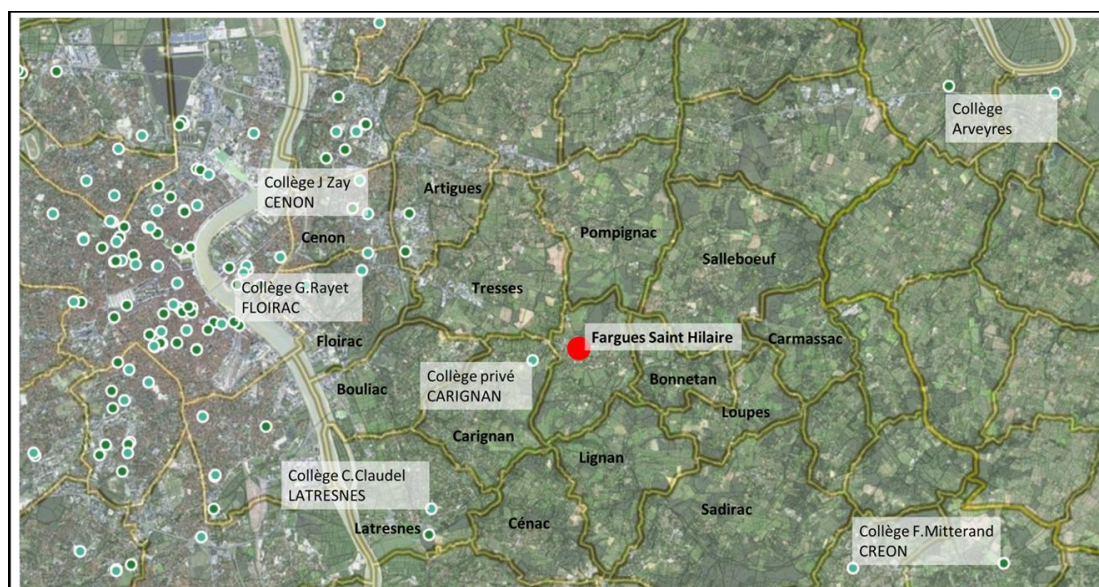 Collège
Arveyres
Collège J Zay
CENON
Artigues
Cenon
Pompignac
Salleboeuf
Collège G.Rayet
FLOIRAC
Tresses
Floirac
Fargues Saint Hilaire
Carmassac
Collège privé
CARIGNAN
Bouliac
Bonnetan
Loupes
Carignan
Lignan
Collège C.Claudel
LATRESNES
Latresnes
Cénac
Sadirac
Collège F.Mitterand
CREON